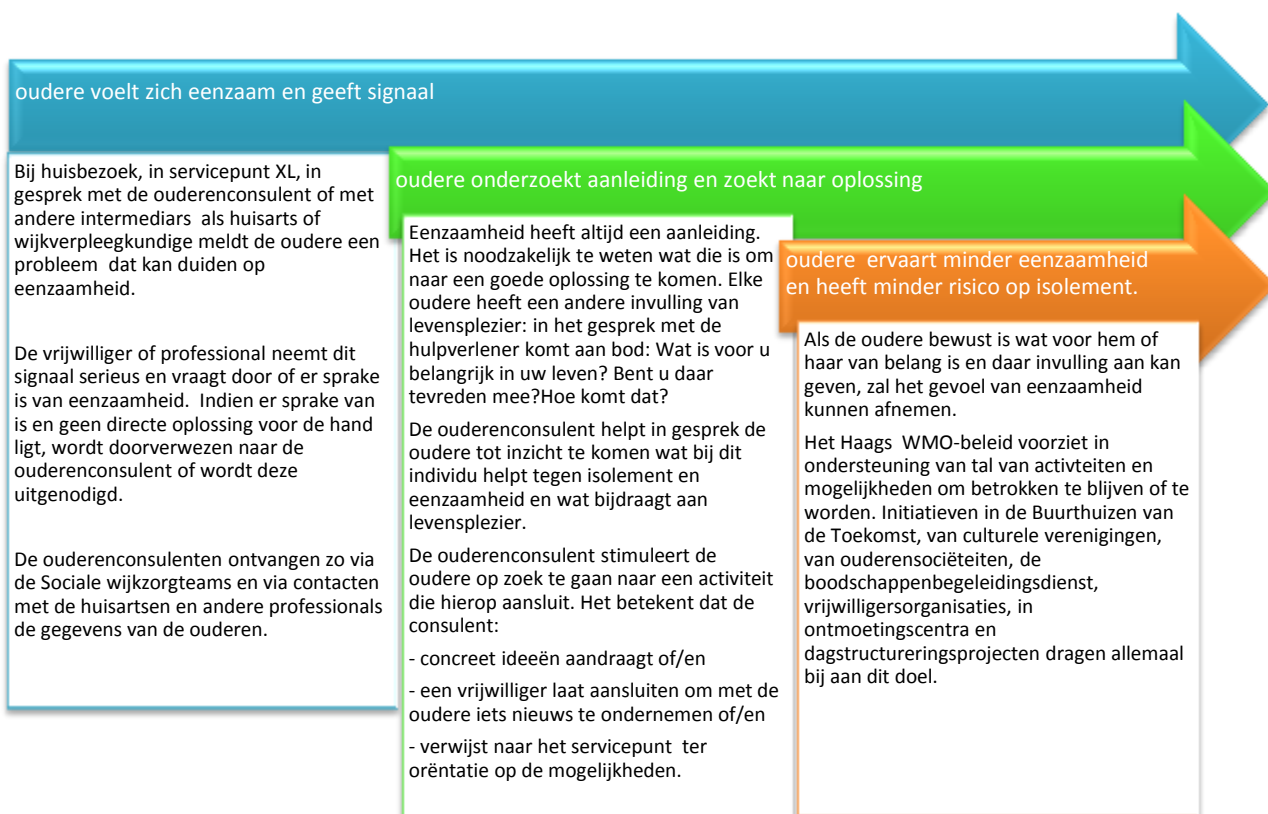 oudere voelt zich eenzaam en geeft signaal
Bij huisbezoek, in servicepunt XL, in
gesprek met de ouderenconsulent of met
andere intermediars als huisarts of
wijkverpleegkundige meldt de oudere een
probleem dat kan duiden op
eenzaamheid.
De vrijwilliger of professional neemt dit
signaal serieus en vraagt door of er sprake
is van eenzaamheid. Indien er sprake van
is en geen directe oplossing voor de hand
ligt, wordt doorverwezen naar de
ouderenconsulent of wordt deze
uitgenodigd.
De ouderenconsulenten ontvangen zo via
de Sociale wijkzorgteams en via contacten
met de huisartsen en andere professionals
de gegevens van de ouderen.
oudere onderzoekt aanleiding en zoekt naar oplossing
Eenzaamheid heeft altijd een aanleiding.
Het is noodzakelijk te weten wat die is om
naar een goede oplossing te komen. Elke
oudere heeft een andere invulling van
levensplezier: in het gesprek met de
hulpverlener komt aan bod: Wat is voor u
belangrijk in uw leven? Bent u daar
tevreden mee?Hoe komt dat?
De ouderenconsulent helpt in gesprek de
oudere tot inzicht te komen wat bij dit
individu helpt tegen isolement en
eenzaamheid en wat bijdraagt aan
levensplezier.
De ouderenconsulent stimuleert de
oudere op zoek te gaan naar een activiteit
die hierop aansluit. Het betekent dat de
consulent:
- concreet ideeën aandraagt of/en
- een vrijwilliger laat aansluiten om met de
oudere iets nieuws te ondernemen of/en
- verwijst naar het servicepunt ter
orëntatie op de mogelijkheden.
oudere ervaart minder eenzaamheid
en heeft minder risico op isolement.
Als de oudere bewust is wat voor hem of
haar van belang is en daar invulling aan kan
geven, zal het gevoel van eenzaamheid
kunnen afnemen.
Het Haags WMO-beleid voorziet in
ondersteuning van tal van activteiten en
mogelijkheden om betrokken te blijven of te
worden. Initiatieven in de Buurthuizen van
de Toekomst, van culturele verenigingen,
van ouderensociëteiten, de
boodschappenbegeleidingsdienst,
vrijwilligersorganisaties, in
ontmoetingscentra en
dagstructureringsprojecten dragen allemaal
bij aan dit doel.